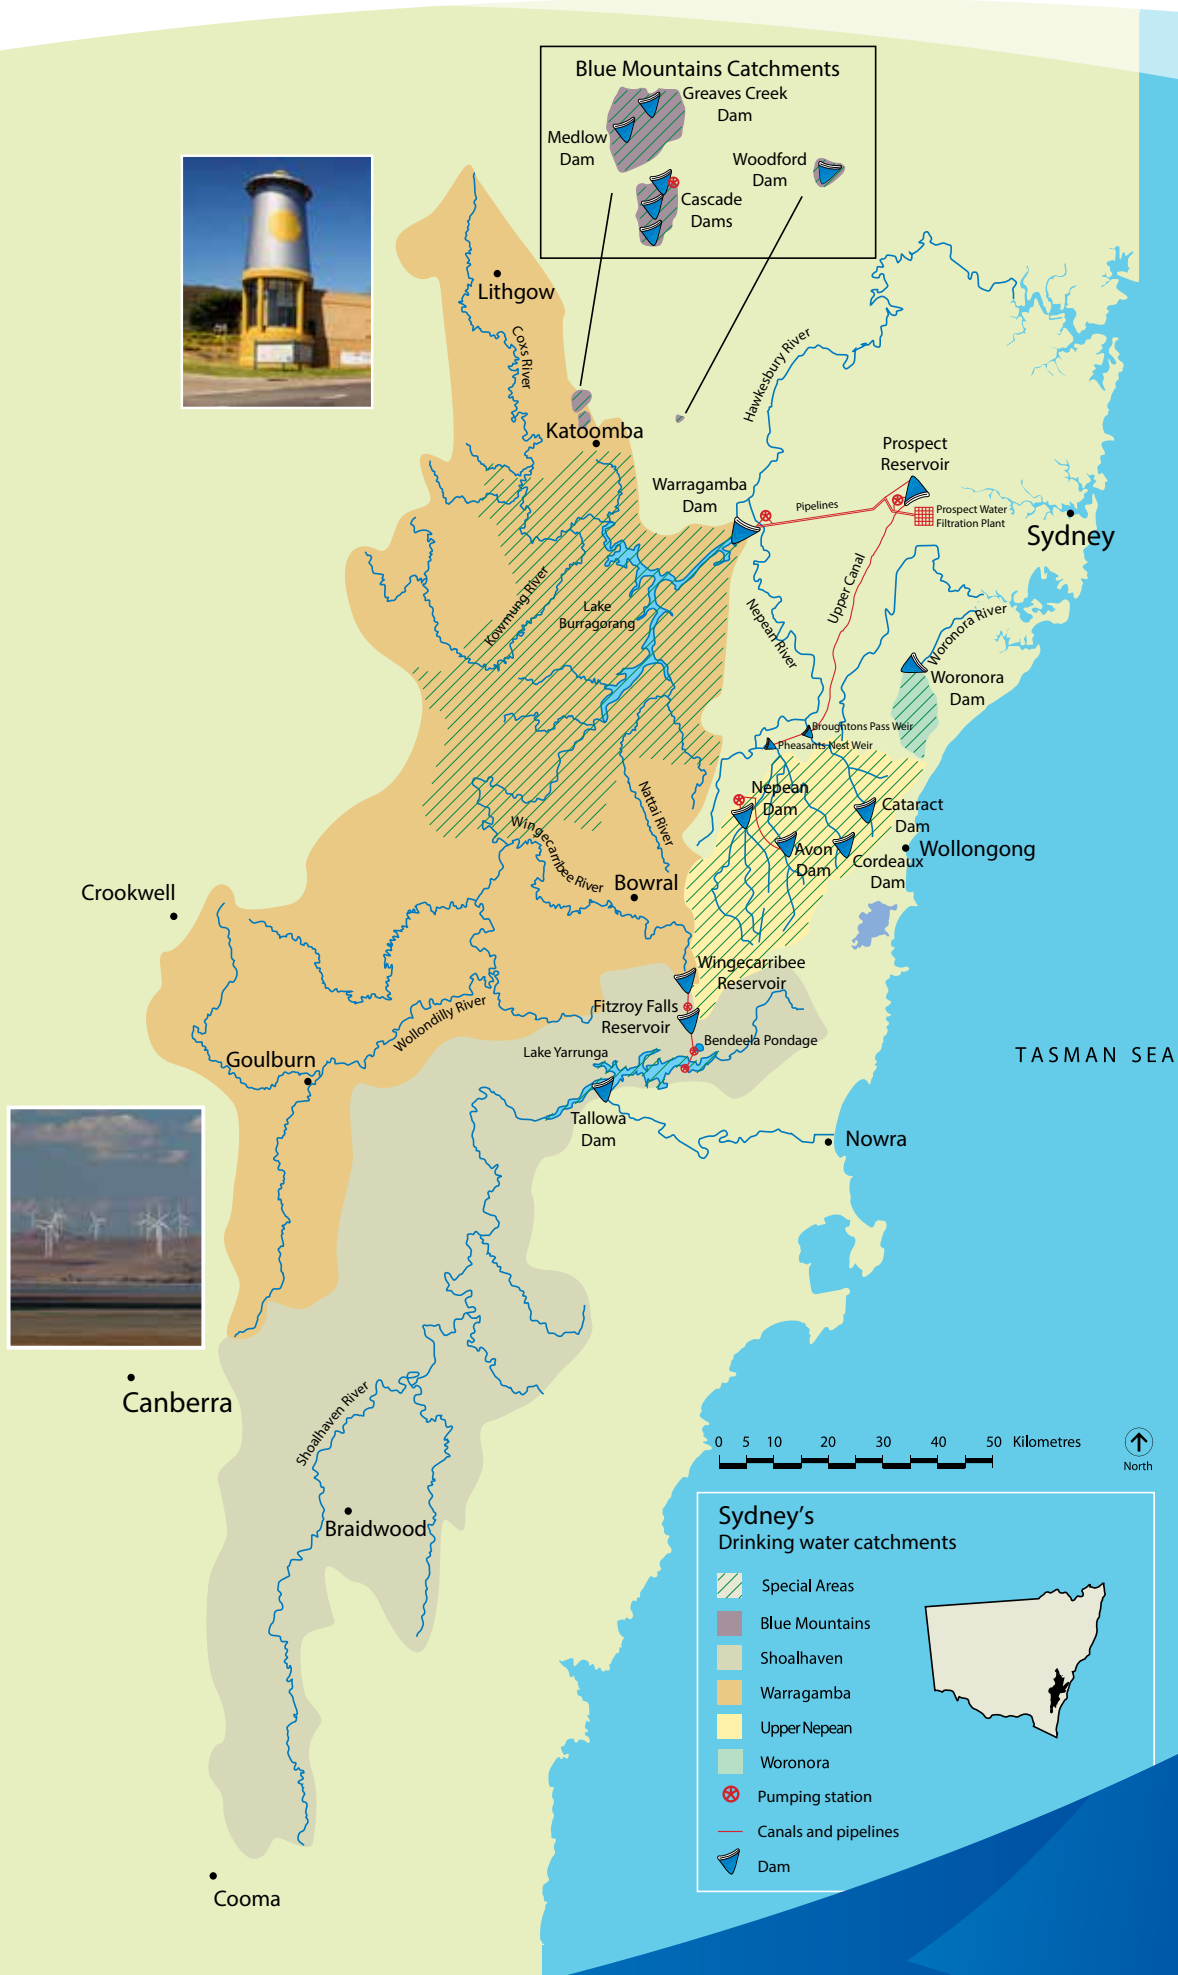 Blue Mountains Catchments
Greaves Creek
Dam
Medlow
Dam
Woodford
Dam
Cascade
Dams
Lithgow
Coxs River
Hawkesbury River
Katoomba
Prospect
Reservoir
Warragamba
Dam
Pipelines
Prospect Water
Filtration Plant
Sydney
Upper Canal
Kowmung River
Lake
Burragorang
Nepean River
Woronora River
Woronora
Dam
Broughtons Pass Weir
Pheasants Nest Weir
Nepean
Dam
Nattai River
Cataract
Dam
Wingecarribee River
Avon
Dam
Cordeaux
Dam
Wollongong
Bowral
Crookwell
Wingecarribee
Reservoir
Fitzroy Falls
Reservoir
Wollondilly River
Bendeela Pondage
Lake Yarrunga
Goulburn
TASMAN SEA
Tallowa
Dam
Nowra
Canberra
Shoalhaven River
Braidwood
Cooma
0 5 10 20 30 40 50 Kilometres
North
Sydney's
Drinking water catchments
Special Areas
Blue Mountains
Shoalhaven
Warragamba
Upper Nepean
Woronora
Pumping station
Canals and pipelines
Dam